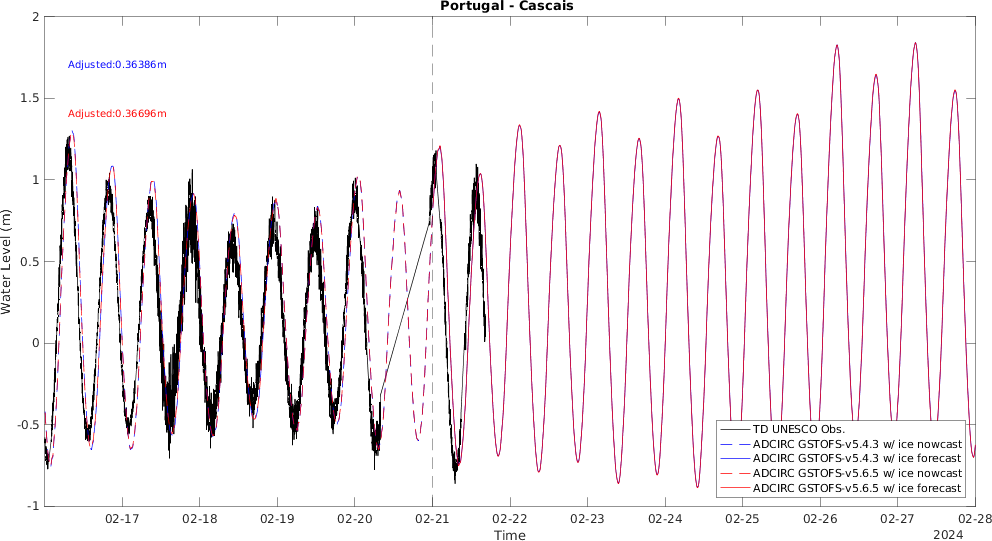 Portugal - Cascais
2
1.5
1
0.5
0
-0.5
-1
Water Level (m)
Adjusted:0.36386m
Adjusted:0.36696m
TD UNESCO Obs.
ADCIRC GSTOFS-v5.4.3 w/ ice nowcast
ADCIRC GSTOFS-v5.4.3 w/ ice forecast
ADCIRC GSTOFS-v5.6.5 w/ ice nowcast
ADCIRC GSTOFS-v5.6.5 w/ ice forecast
02-17 02-18 02-19 02-20 02-21 02-22 02-23 02-24 02-25 02-26 02-27 02-28
Time
2024